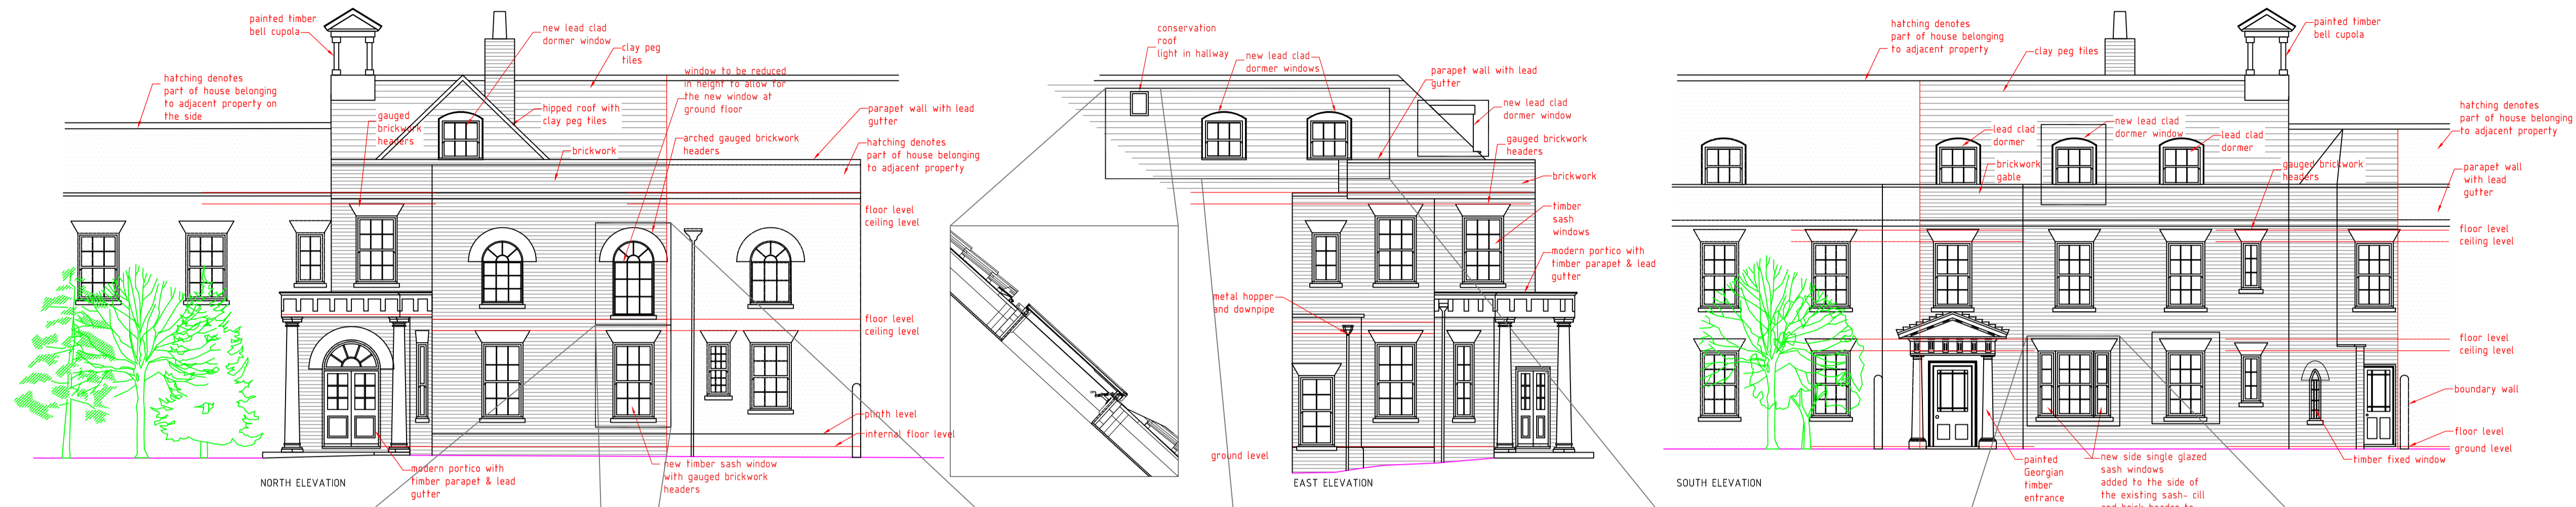 painted timber
bell cupola
new lead clad
dormer window
clay peg
tiles
hatching denotes
part of house belonging
to adjacent property on
the side
window to be reduced
in height to allow for
the new window at
ground floor
gauged
brickwork
headers
hipped roof with
clay peg tiles
parapet wall with lead
gutter
arched gauged brickwork
headers
brickwork
hatching denotes
part of house belonging
to adjacent property
floor level
ceiling level
floor level
ceiling level
plinth level
internal floor level
modern portico with
timber parapet & lead
gutter
new timber sash window
with gauged brickwork
headers
NORTH ELEVATION
conservation
roof
light in hallway
new lead clad
dormer windows
parapet wall with lead
gutter
new lead clad
dormer window
gauged brickwork
headers
brickwork
timber
sash
windows
modern portico with
timber parapet & lead
gutter
metal hopper
and downpipe
ground level
EAST ELEVATION
hatching denotes
part of house belonging
to adjacent property
clay peg tiles
painted timber
bell cupola
hatching denotes
part of house belonging
to adjacent property
lead clad
dormer
new lead clad
dormer window
lead clad
dormer
brickwork
gable
gauged brickwork
headers
parapet wall
with lead
gutter
floor level
ceiling level
floor level
ceiling level
boundary wall
floor level
ground level
timber fixed window
painted
Georgian
timber
entrance
new side single glazed
sash windows
added to the side of
the existing sash- cill
and brick header to
SOUTH ELEVATION